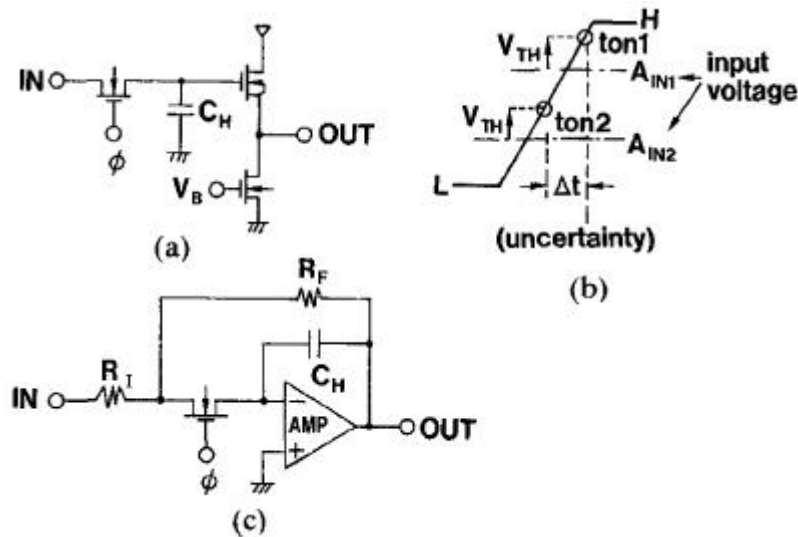 IN
φ
C_H
OUT
V_B
(a)
H
V_TH
ton1
A_IN1
input
voltage
V_TH
ton2
A_IN2
L
Δt
(uncertainty)
(b)
R_F
C_H
R_I
IN
AMP
−
+
OUT
φ
(c)